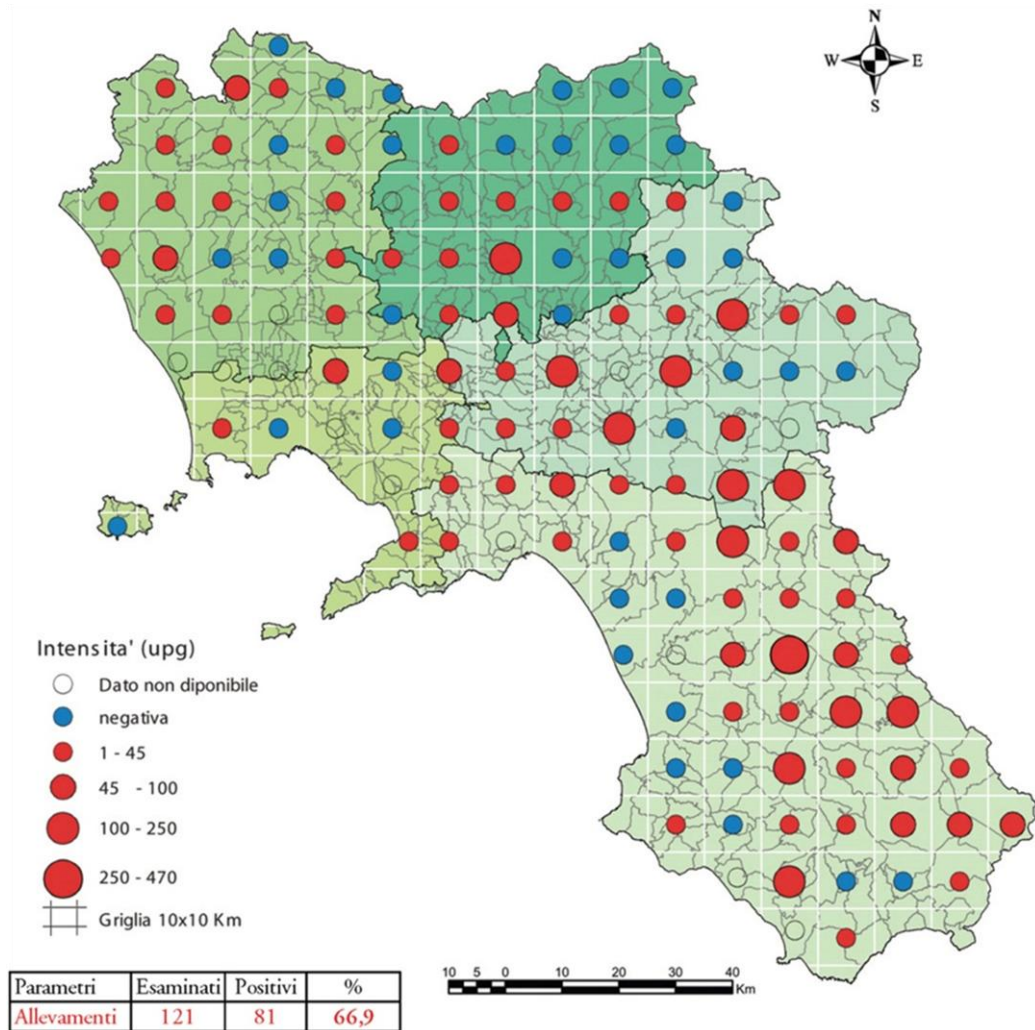 N
W E
S
Intensita' (upg)
Dato non diponibile
negativa
1 - 45
45 - 100
100 - 250
250 - 470
Griglia 10x10 Km
Parametri Esaminati Positivi %
Allevamenti 121 81 66,9
10 5 0 10 20 30 40
Km